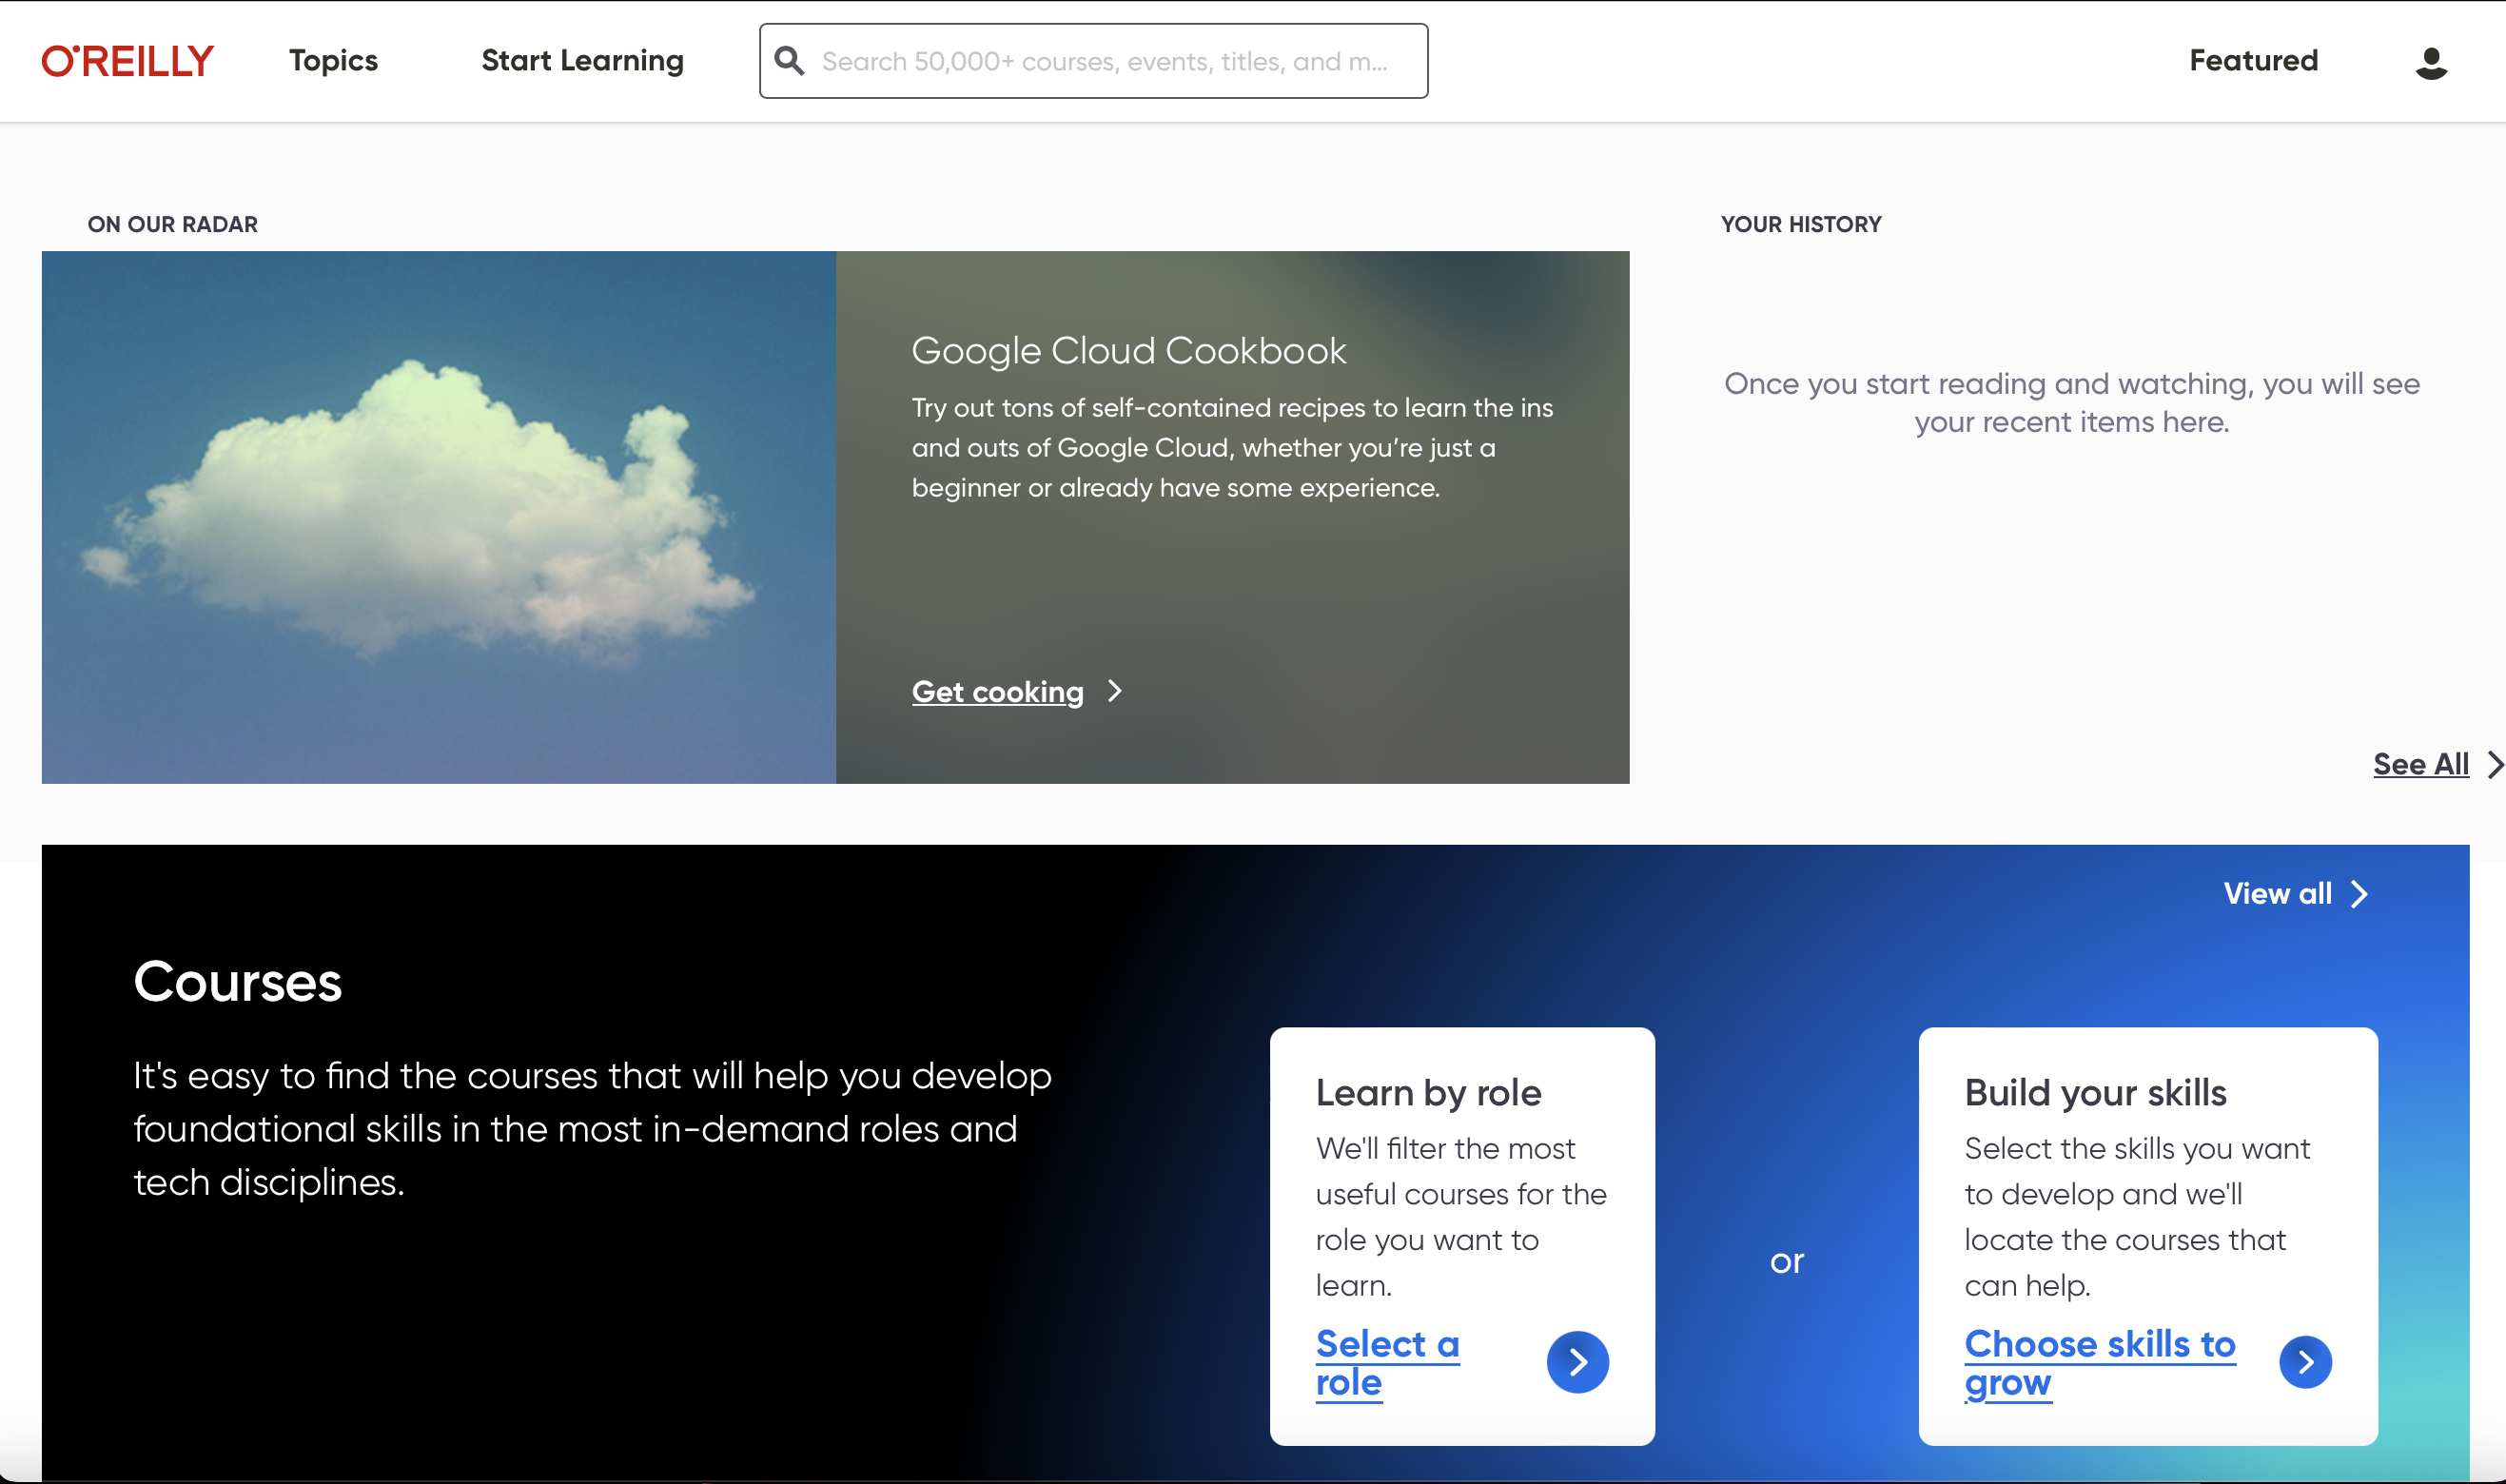 O'REILLY
Topics
Start Learning
Search 50,000+ courses, events, titles, and m...
Featured
ON OUR RADAR
Google Cloud Cookbook
Try out tons of self-contained recipes to learn the ins
and outs of Google Cloud, whether you’re just a
beginner or already have some experience.
Get cooking
YOUR HISTORY
Once you start reading and watching, you will see
your recent items here.
See All
View all
Courses
It's easy to find the courses that will help you develop
foundational skills in the most in-demand roles and
tech disciplines.
Learn by role
We'll filter the most
useful courses for the
role you want to
learn.
Select a
role
or
Build your skills
Select the skills you want
to develop and we'll
locate the courses that
can help.
Choose skills to
grow